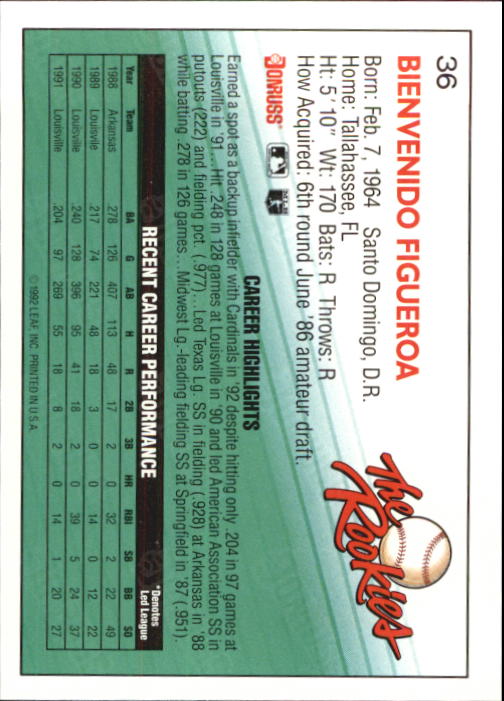 36
BIENVENIDO FIGUEROA
Born: Feb. 7, 1964 Santo Domingo, D.R.
Home: Tallahassee, FL
Ht: 5'10" Wt: 170 Bats: R Throws: R
How Acquired: 6th round June '86 amateur draft.
DONRUSS
The Rookies
CAREER HIGHLIGHTS
Earned a spot as a backup infielder with Cardinals in '92 despite hitting only .204 in 97 games at
Louisville in '91...Hit .248 in 128 games at Louisville in '90 and led American Association SS in
putouts (222) and fielding pct. (.977)...Led Texas Lg. SS in fielding (.928) at Arkansas in '88
while batting .278 in 126 games...Midwest Lg.-leading fielding SS at Springfield in '87 (.951).
RECENT CAREER PERFORMANCE
*Denotes
Led League
Year Team BA G AB H R 2B 3B HR RBI SB BB SO
1988 Arkansas .278 126 407 113 48 17 2 0 32 2 22 49
1989 Louisville .217 74 221 48 18 3 0 0 14 0 12 22
1990 Louisville .240 128 396 95 41 18 2 0 39 5 24 37
1991 Louisville .204 97 269 55 18 8 2 0 14 1 20 27
©1992 LEAF, INC. PRINTED IN U.S.A.